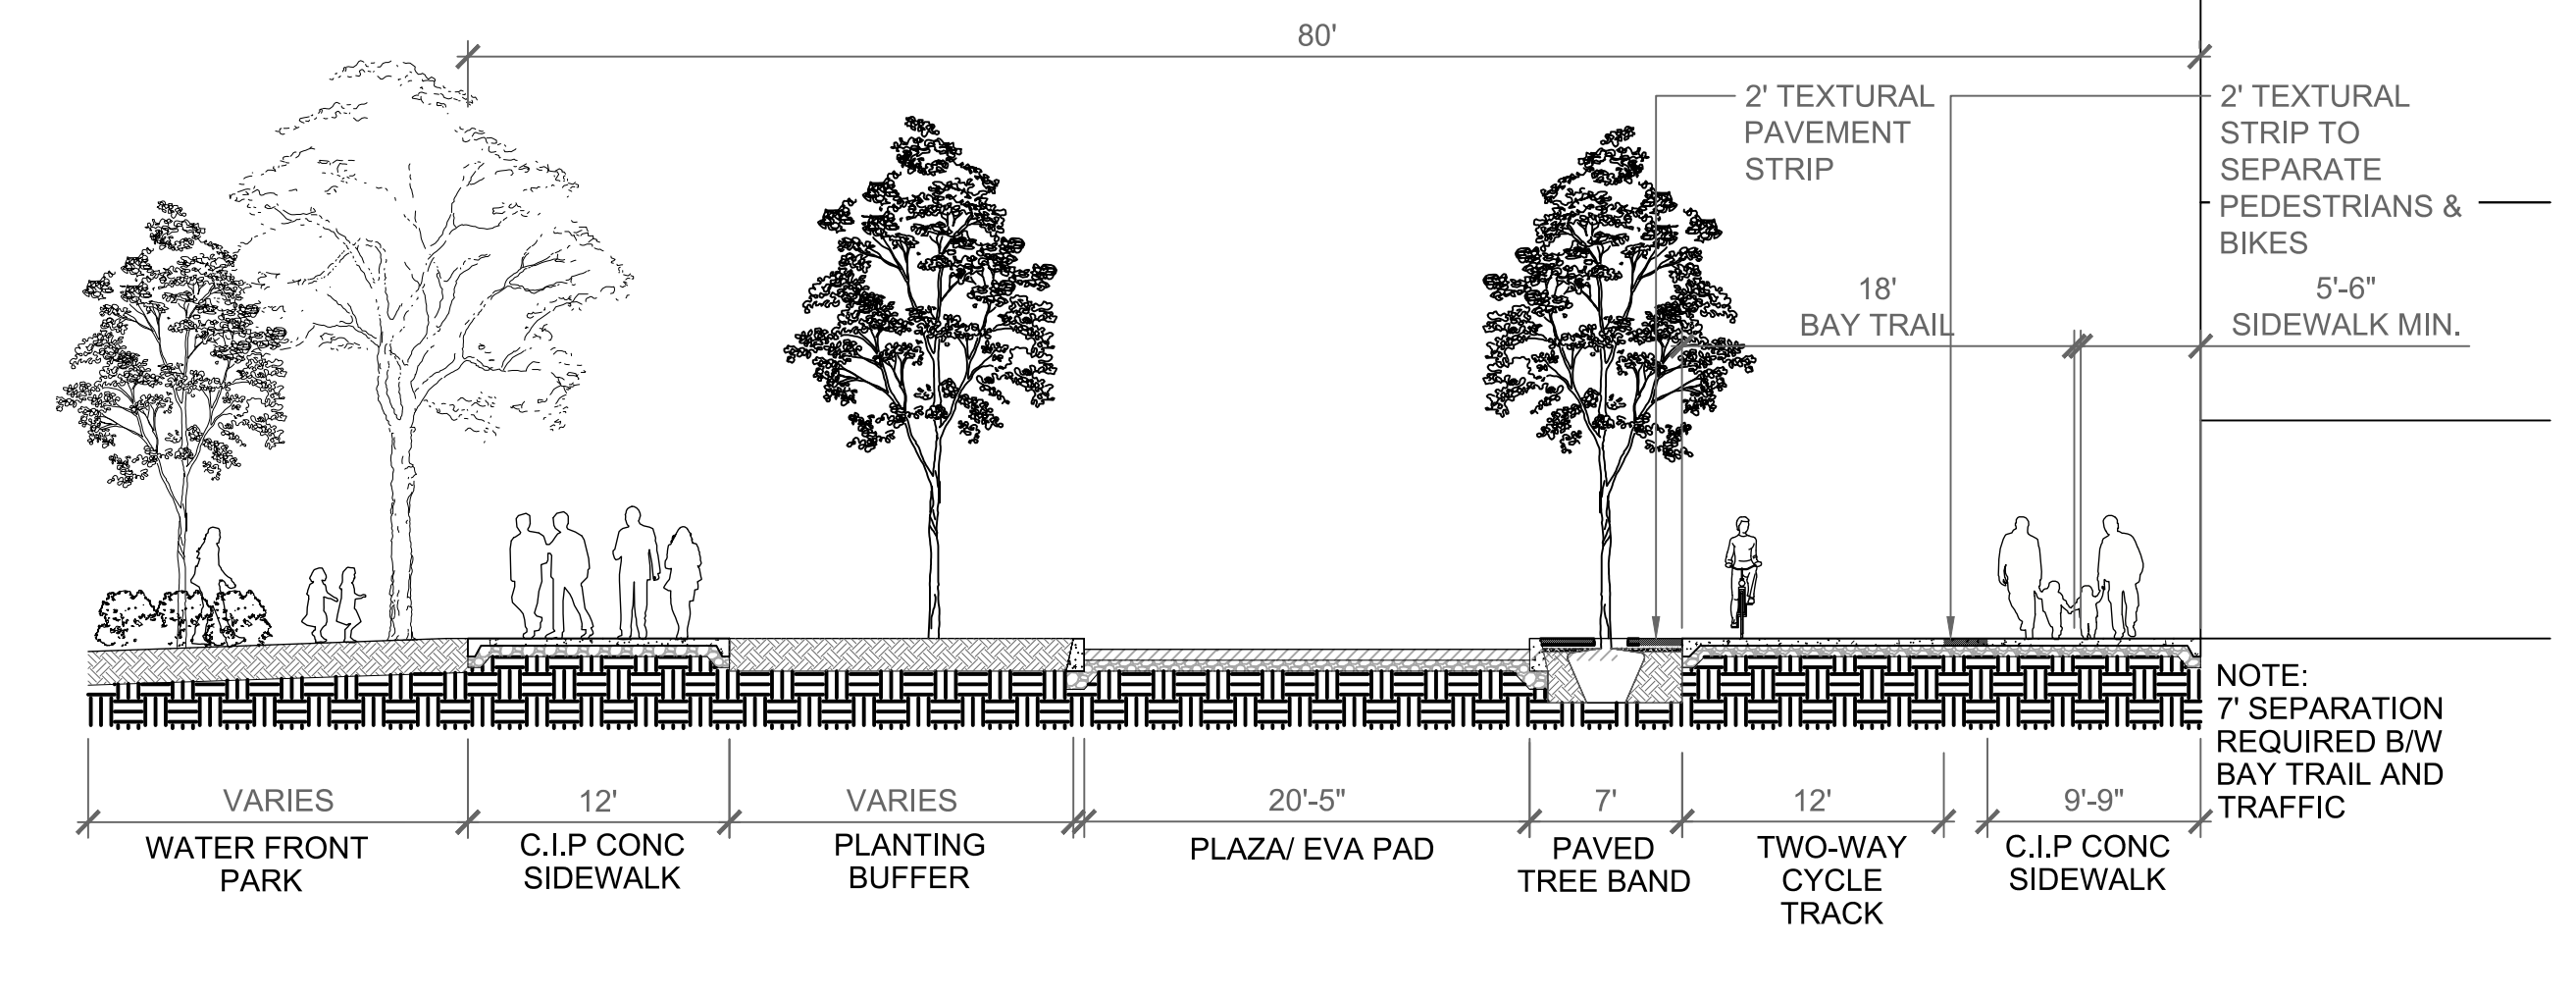 80'
2' TEXTURAL
PAVEMENT
STRIP
2' TEXTURAL
STRIP TO
SEPARATE
PEDESTRIANS &
BIKES
18'
BAY TRAIL
5'-6"
SIDEWALK MIN.
NOTE:
7' SEPARATION
REQUIRED B/W
BAY TRAIL AND
TRAFFIC
VARIES
WATER FRONT
PARK
12'
C.I.P CONC
SIDEWALK
VARIES
PLANTING
BUFFER
20'-5"
PLAZA/ EVA PAD
7'
PAVED
TREE BAND
12'
TWO-WAY
CYCLE
TRACK
9'-9"
C.I.P CONC
SIDEWALK